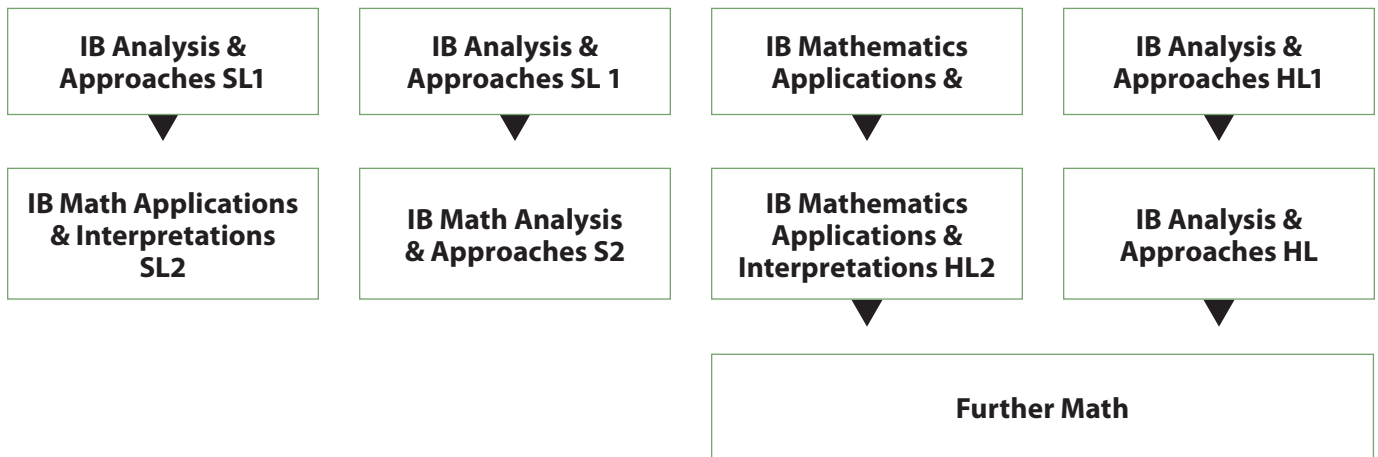 IB Analysis &
Approaches SL1
IB Analysis &
Approaches SL 1
IB Mathematics
Applications &
IB Analysis &
Approaches HL1
IB Math Applications
& Interpretations
SL2
IB Math Analysis
& Approaches S2
IB Mathematics
Applications &
Interpretations HL2
IB Analysis &
Approaches HL
Further Math